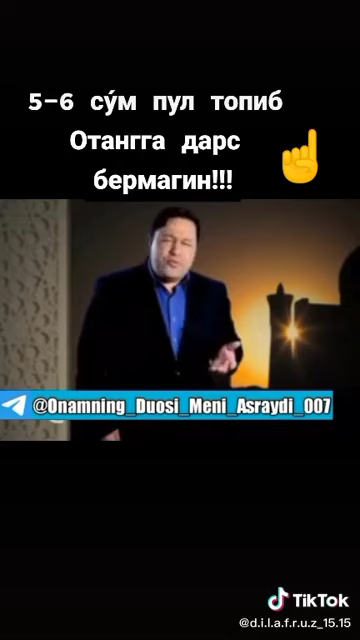 5-6 су́м пул топиб
Отангга дарс
бермагин!!!
@Onamning_Duosi_Meni_Asraydi_007
TikTok
@d.i.l.a.f.r.u.z_15.15